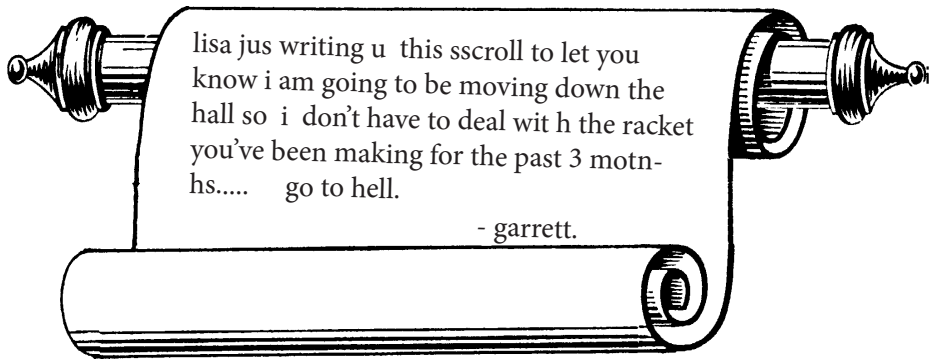 lisa jus writing u  this sscroll to let you
know i am going to be moving down the
hall so  i  don't have to deal wit h the racket
you've been making for the past 3 motn-
hs.....     go to hell.
- garrett.